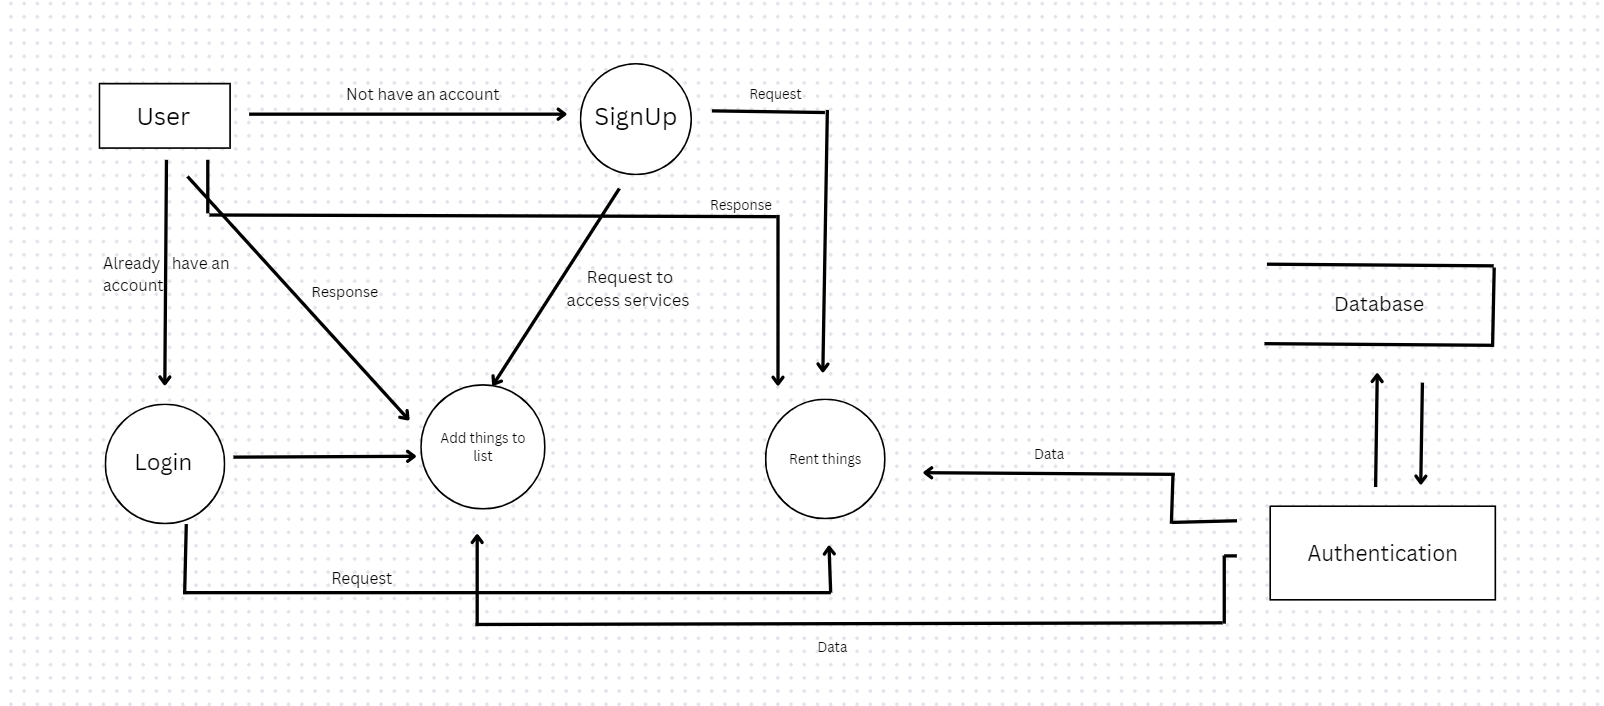 User
Not have an account
SignUp
Request
Response
Already have an
account
Response
Request to
access services
Database
Login
Add things to
list
Rent things
Data
Authentication
Request
Data